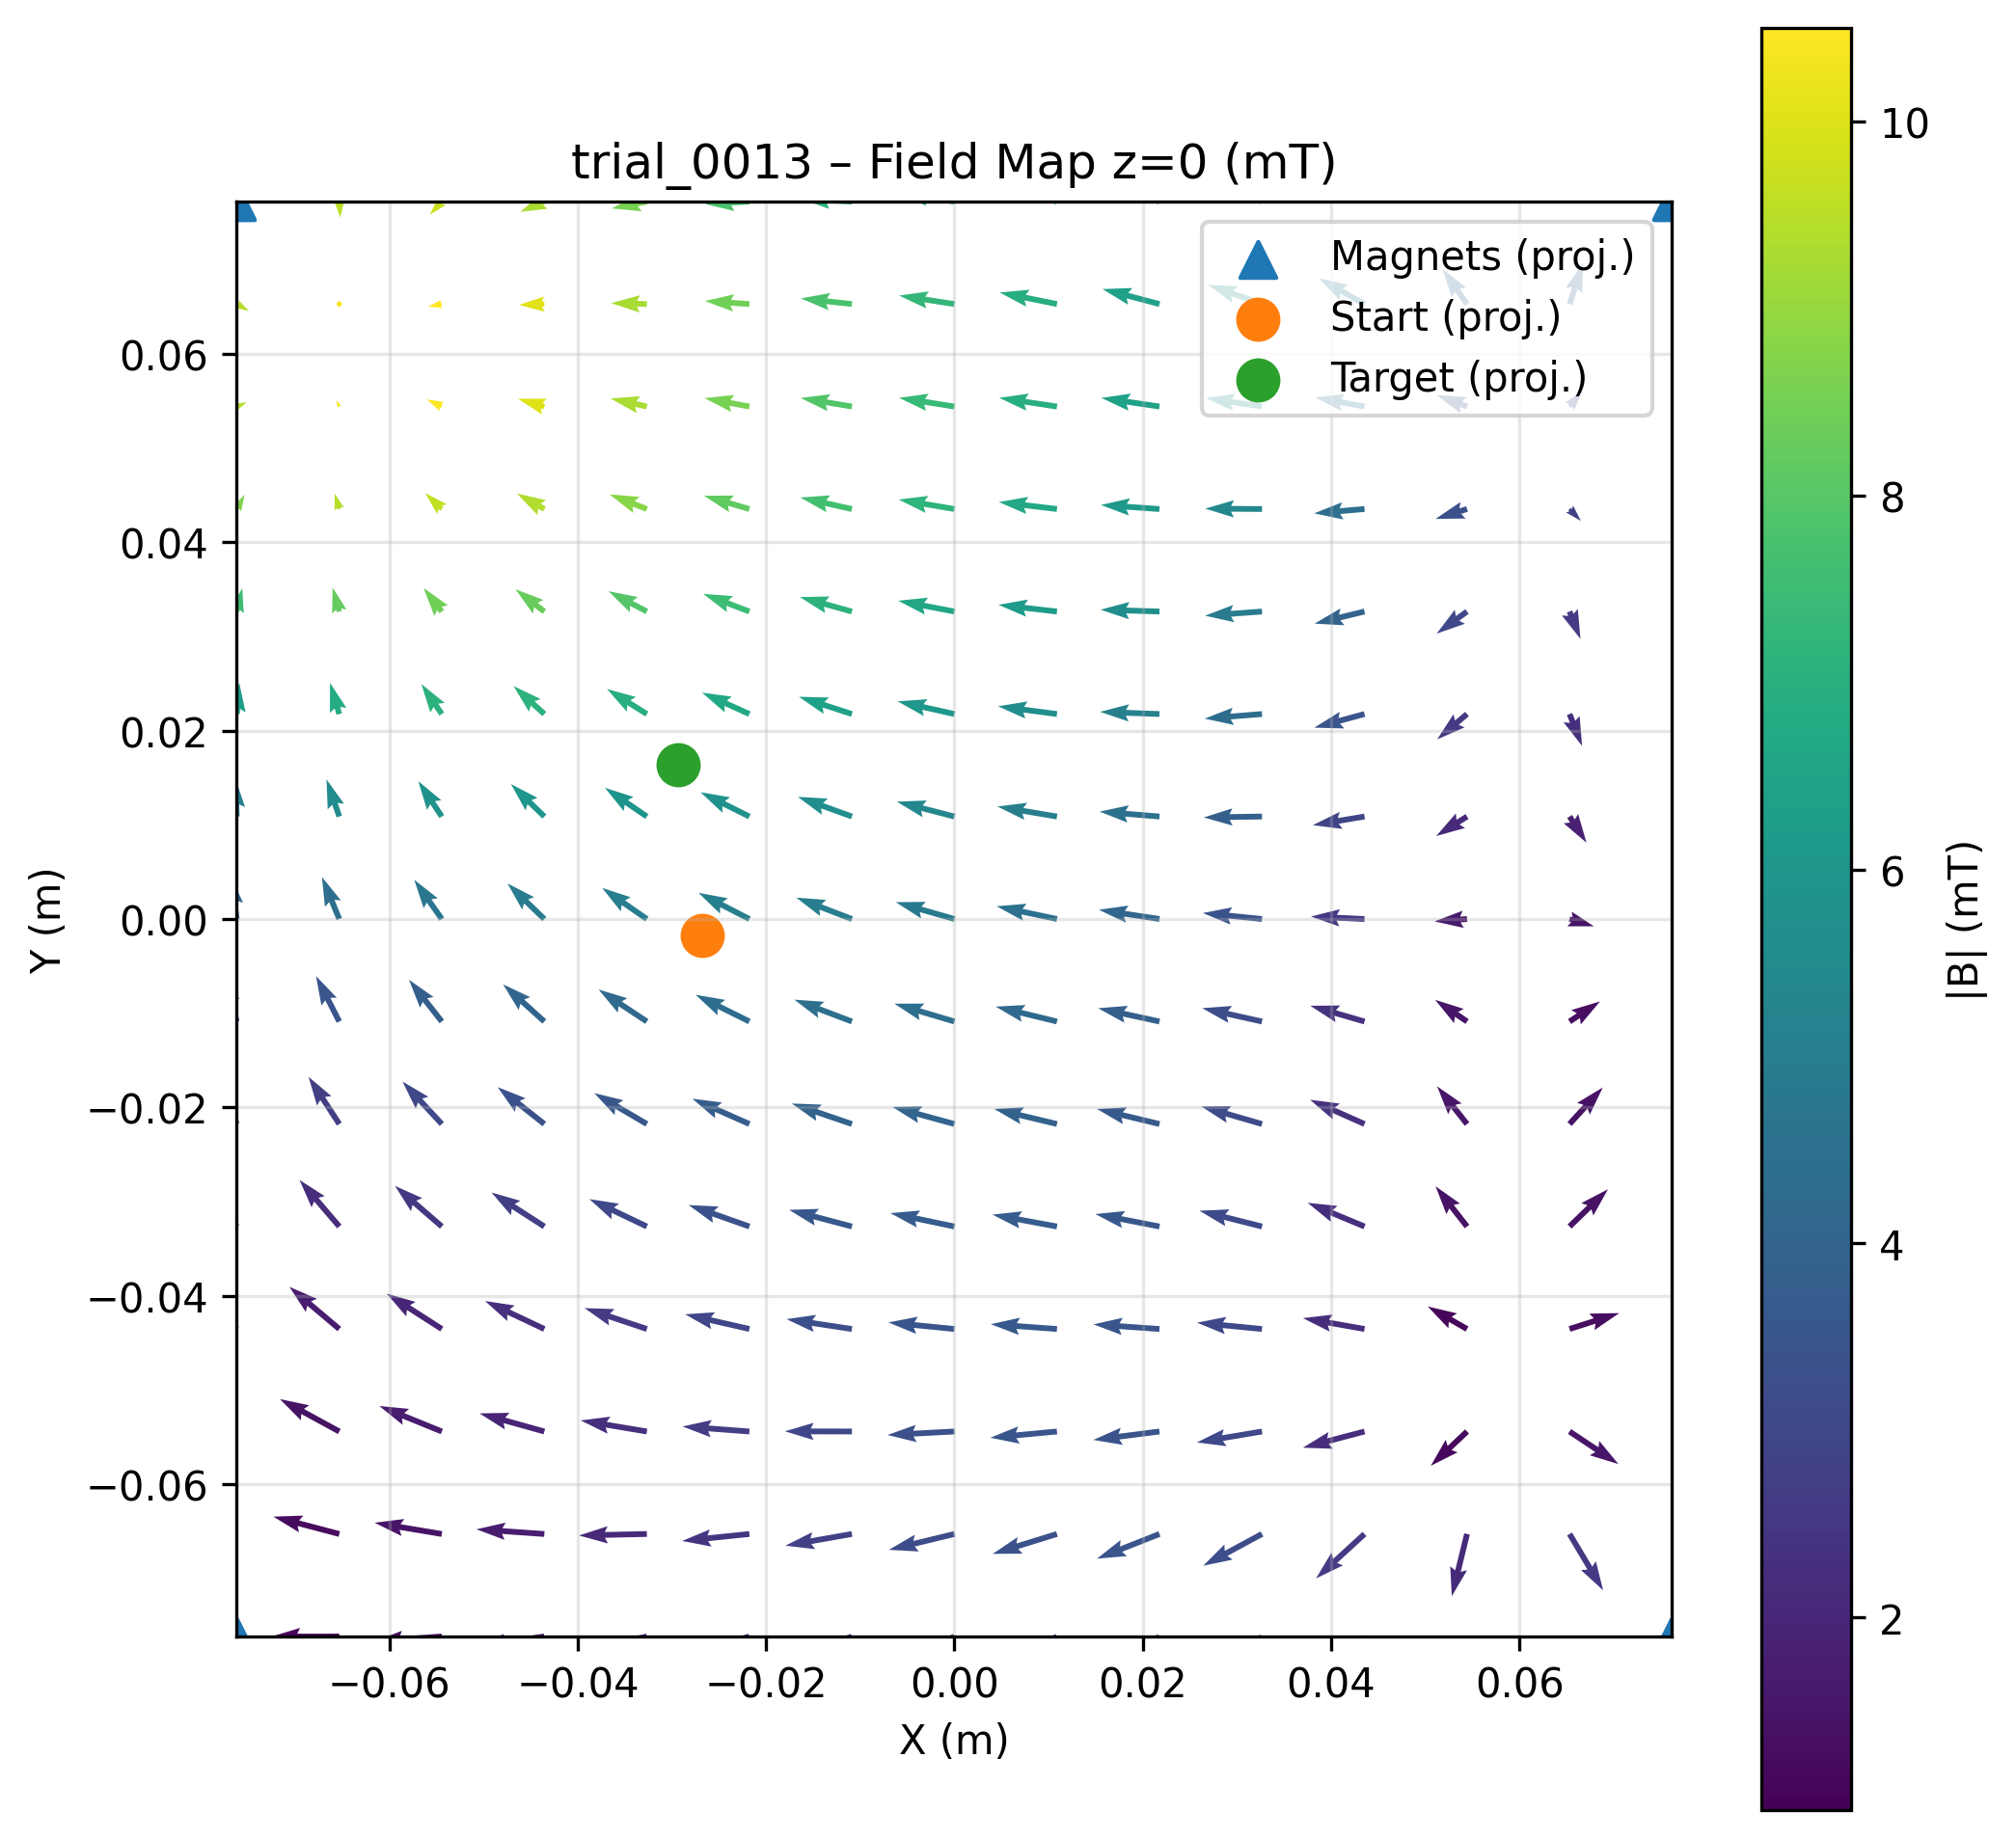 trial_0013 – Field Map z=0 (mT)
Magnets (proj.)
Start (proj.)
Target (proj.)
0.06
0.04
0.02
0.00
−0.02
−0.04
−0.06
Y (m)
−0.06
−0.04
−0.02
0.00
0.02
0.04
0.06
X (m)
10
8
6
4
2
|B| (mT)